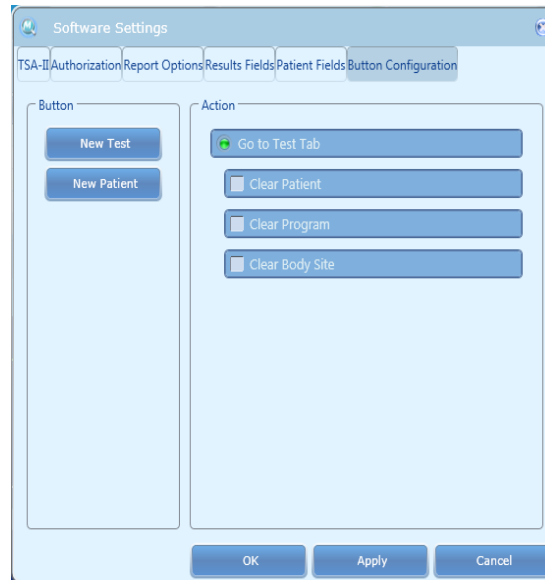 Software Settings
TSA-II Authorization Report Options Results Fields Patient Fields Button Configuration
Button
New Test
New Patient
Action
Go to Test Tab
Clear Patient
Clear Program
Clear Body Site
OK Apply Cancel